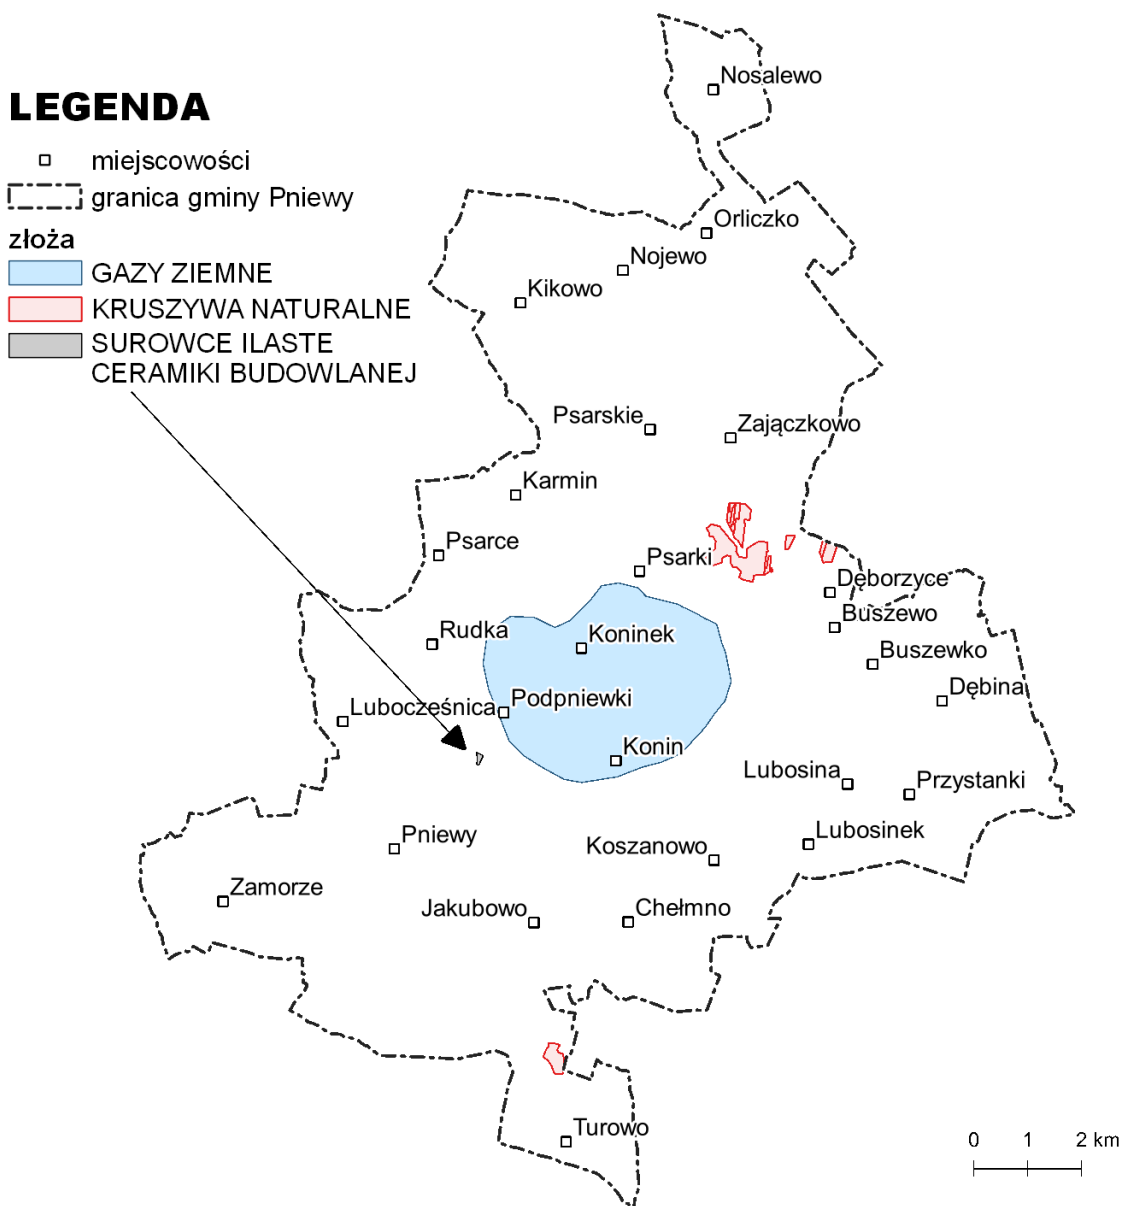 Nosalewo
LEGENDA
miejscowości
granica gminy Pniewy
złoża
GAZY ZIEMNE
KRUSZYWA NATURALNE
SUROWCE ILASTE
CERAMIKI BUDOWLANEJ
Orliczko
Nojewo
Kikowo
Psarskie
Zajączkowo
Karmin
Psarce
Psarki
Dęborzyce
Buszewo
Rudka
Koninek
Buszewko
Dębina
Lubocześnica
Podpniewki
Konin
Lubosina
Przystanki
Pniewy
Koszanowo
Lubosinek
Zamorze
Jakubowo
Chełmno
Turowo
0 1 2 km